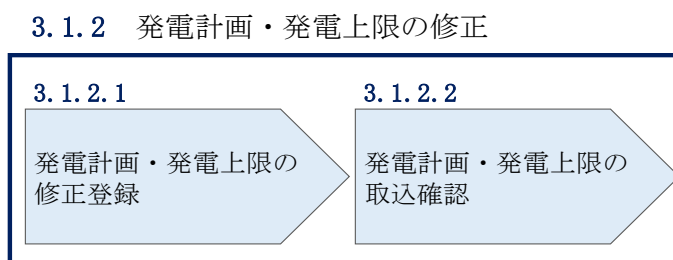 3.1.2 発電計画・発電上限の修正
3.1.2.1
発電計画・発電上限の
修正登録
3.1.2.2
発電計画・発電上限の
取込確認